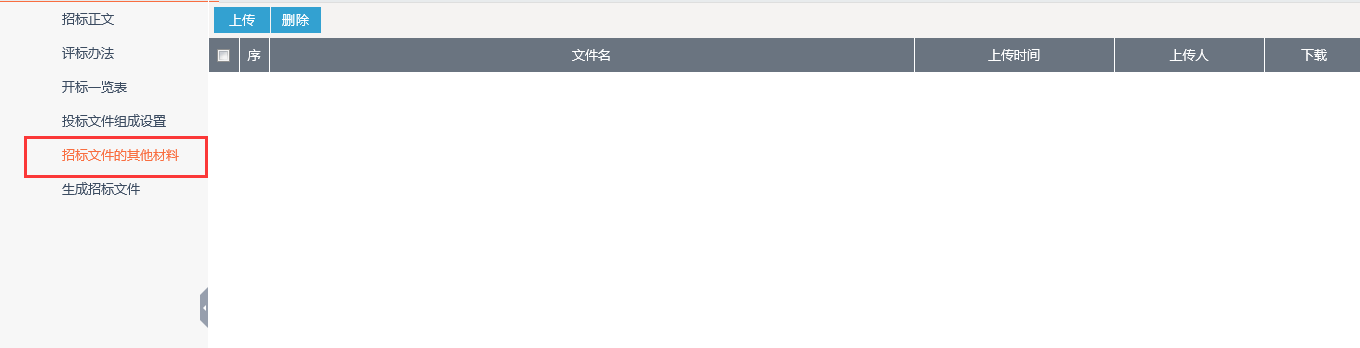 招标正文
评标办法
开标一览表
投标文件组成设置
招标文件的其他材料
生成招标文件
上传 删除
序 文件名 上传时间 上传人 下载